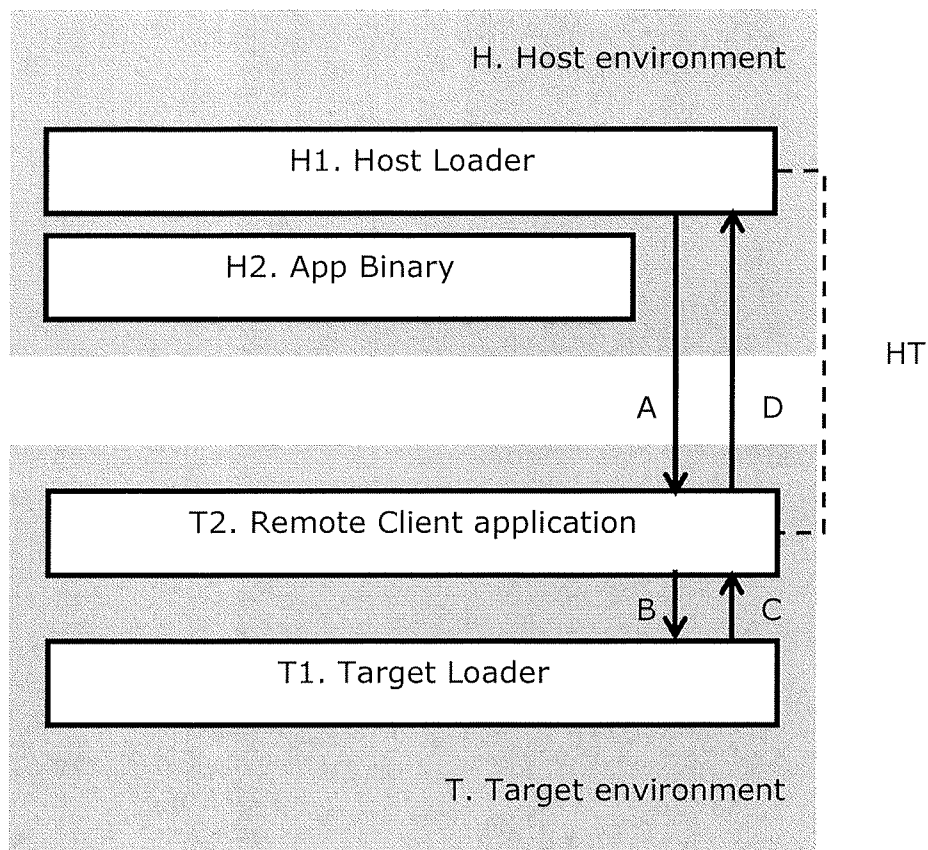 H. Host environment
H1. Host Loader
H2. App Binary
HT
A
D
T2. Remote Client application
B
C
T1. Target Loader
T. Target environment